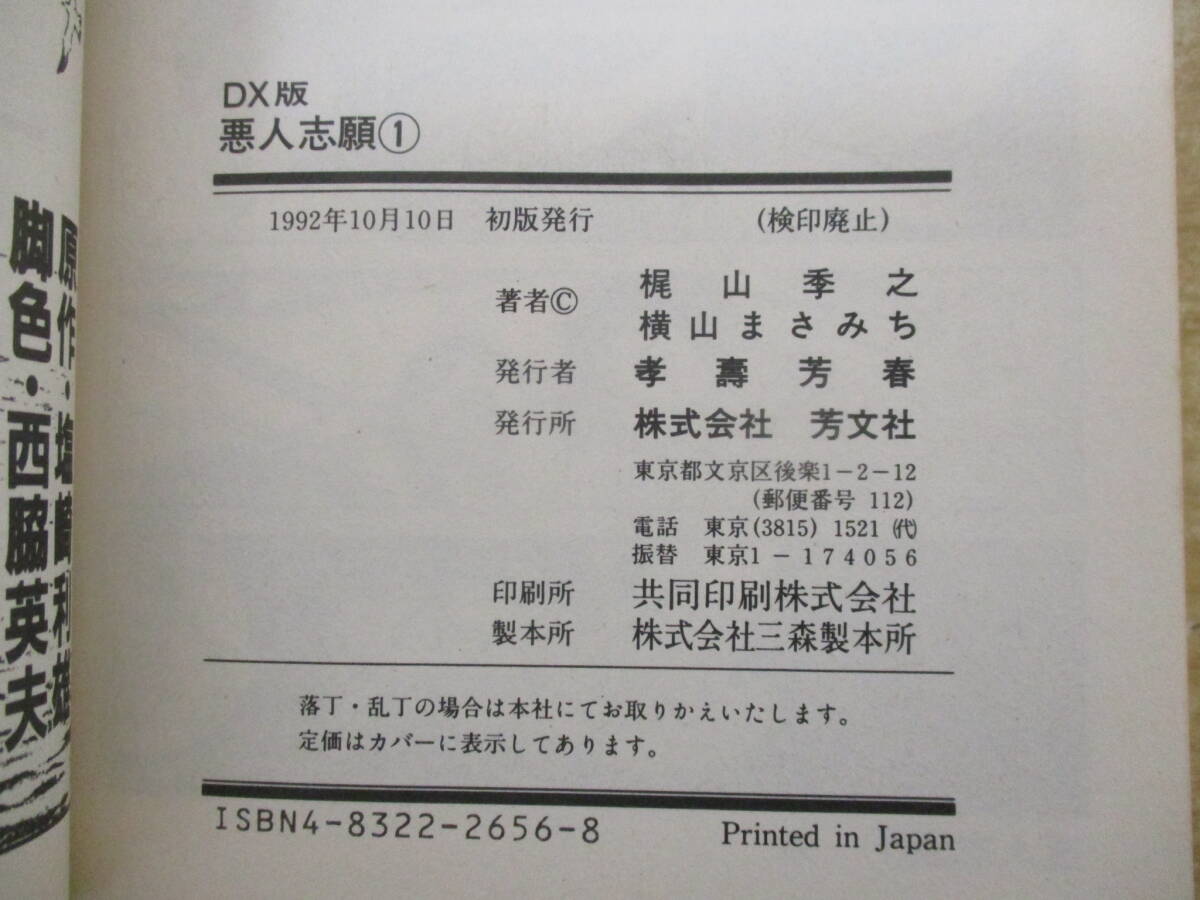 DX版
悪人志願①
1992年10月10日 初版発行 (検印廃止)
著者© 梶山季之
横山まさみち
発行者 孝壽芳春
発行所 株式会社 芳文社
東京都文京区後楽1-2-12
(郵便番号 112)
電話 東京(3815) 1521 ㈹
振替 東京1-174056
印刷所 共同印刷株式会社
製本所 株式会社三森製本所
落丁・乱丁の場合は本社にてお取りかえいたします。
定価はカバーに表示してあります。
ISBN4-8322-2656-8 Printed in Japan
原作・塩崎利雄
脚色・西脇英夫